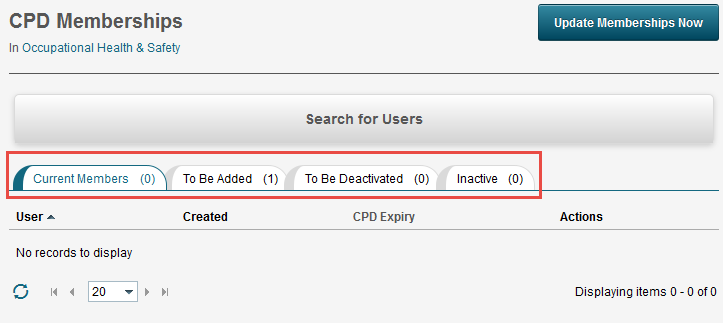 CPD Memberships
Update Memberships Now
In Occupational Health & Safety
Search for Users
Current Members (0) To Be Added (1) To Be Deactivated (0) Inactive (0)
User Created CPD Expiry Actions
No records to display
20 Displaying items 0 - 0 of 0